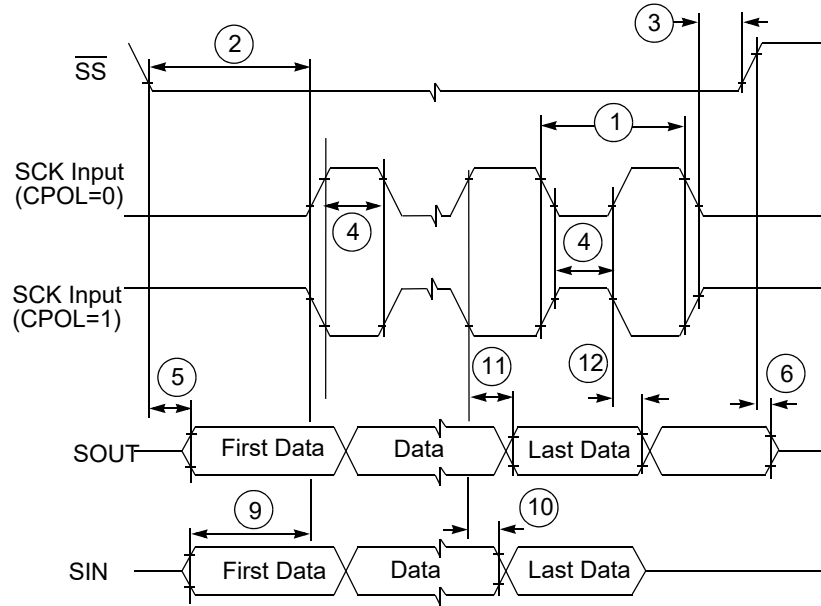 3
2
SS
1
SCK Input
(CPOL=0)
4
4
SCK Input
(CPOL=1)
5
11
12
6
SOUT
First Data
Data
Last Data
9
10
SIN
First Data
Data
Last Data